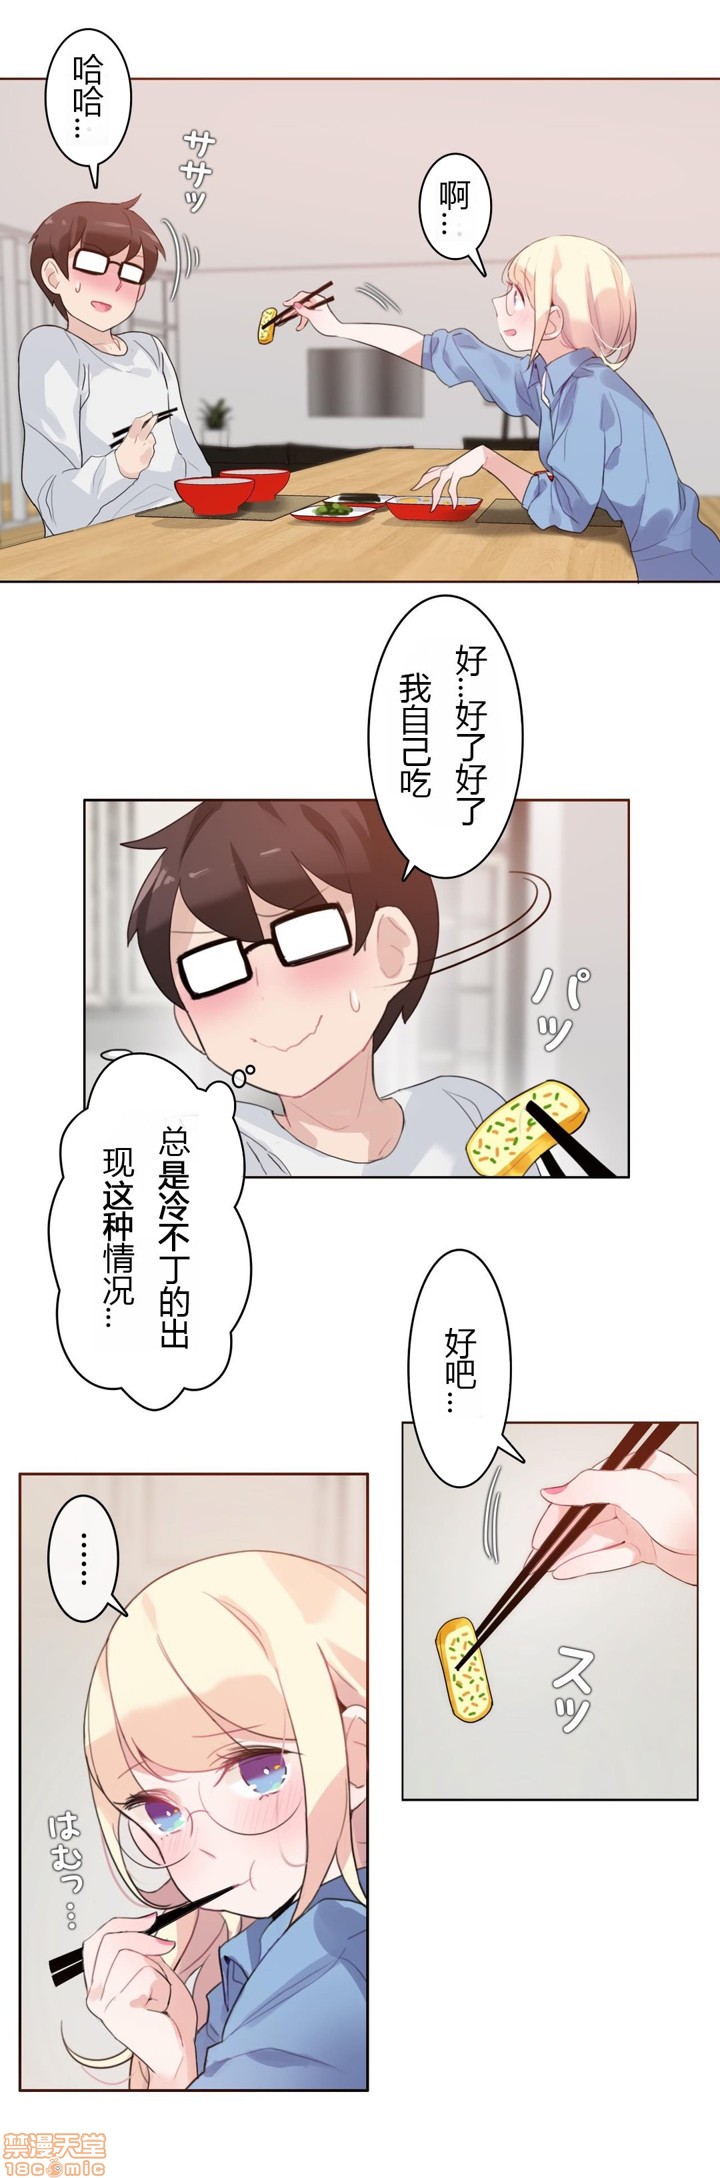 哈哈…
ササッ
啊…
好…好了好了
我自己吃
パッ
总是冷不丁的出
现这种情况…
好吧…
スッ
……
はむっ…
禁漫天堂
18comic